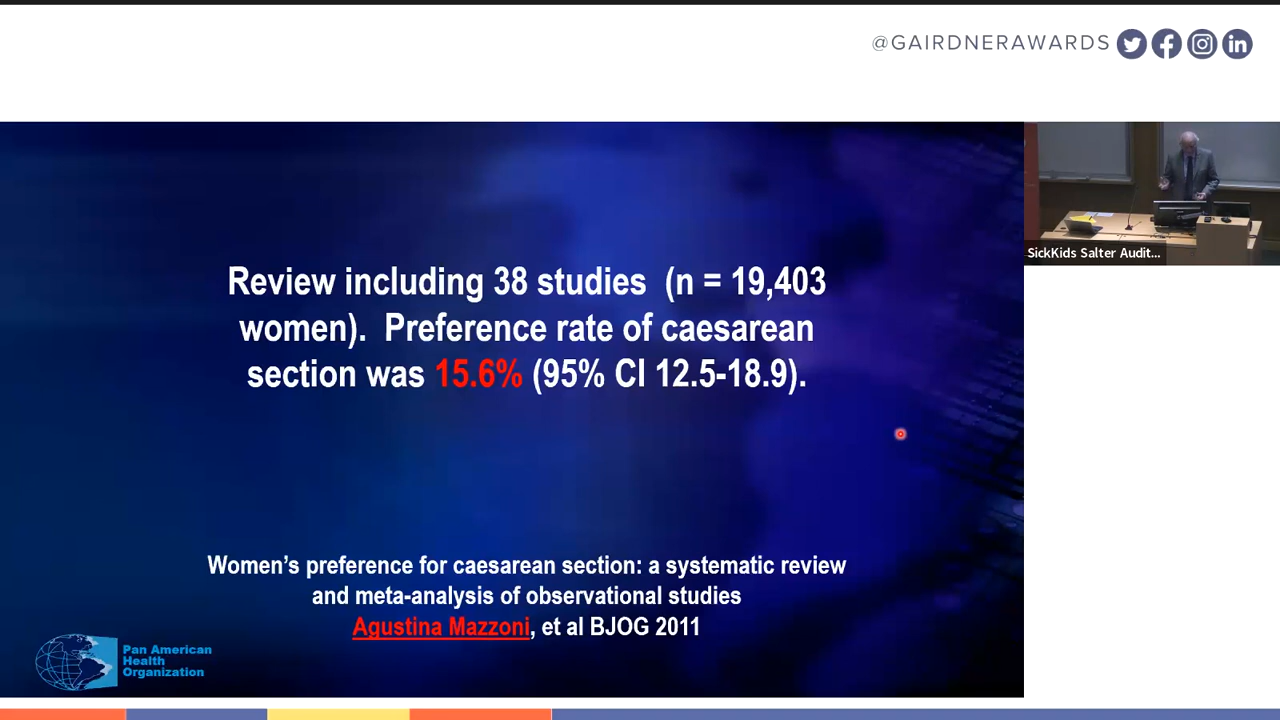 @GAIRDNERAWARDS
Review including 38 studies (n = 19,403
women). Preference rate of caesarean
section was 15.6% (95% CI 12.5-18.9).
SickKids Salter Audit...
Women's preference for caesarean section: a systematic review
and meta-analysis of observational studies
Agustina Mazzoni, et al BJOG 2011
Pan American
Health
Organization